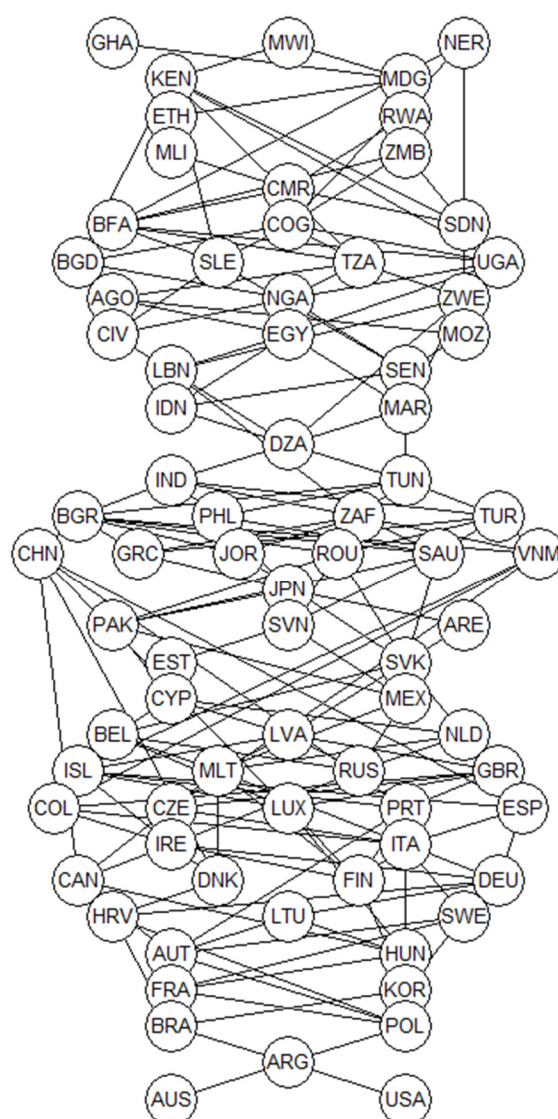 GHA MWI NER
KEN MDG
ETH RWA
MLI ZMB
CMR
BFA COG SDN
BGD SLE TZA UGA
AGO NGA ZWE
CIV EGY MOZ
LBN SEN
IDN MAR
DZA
IND TUN
BGR PHL ZAF TUR
CHN GRC JOR ROU SAU VNM
JPN
PAK SVN ARE
EST SVK
CYP MEX
BEL LVA NLD
ISL MLT RUS GBR
COL CZE LUX PRT ESP
IRE ITA
CAN DNK FIN DEU
HRV LTU SWE
AUT HUN
FRA KOR
BRA POL
ARG
AUS USA